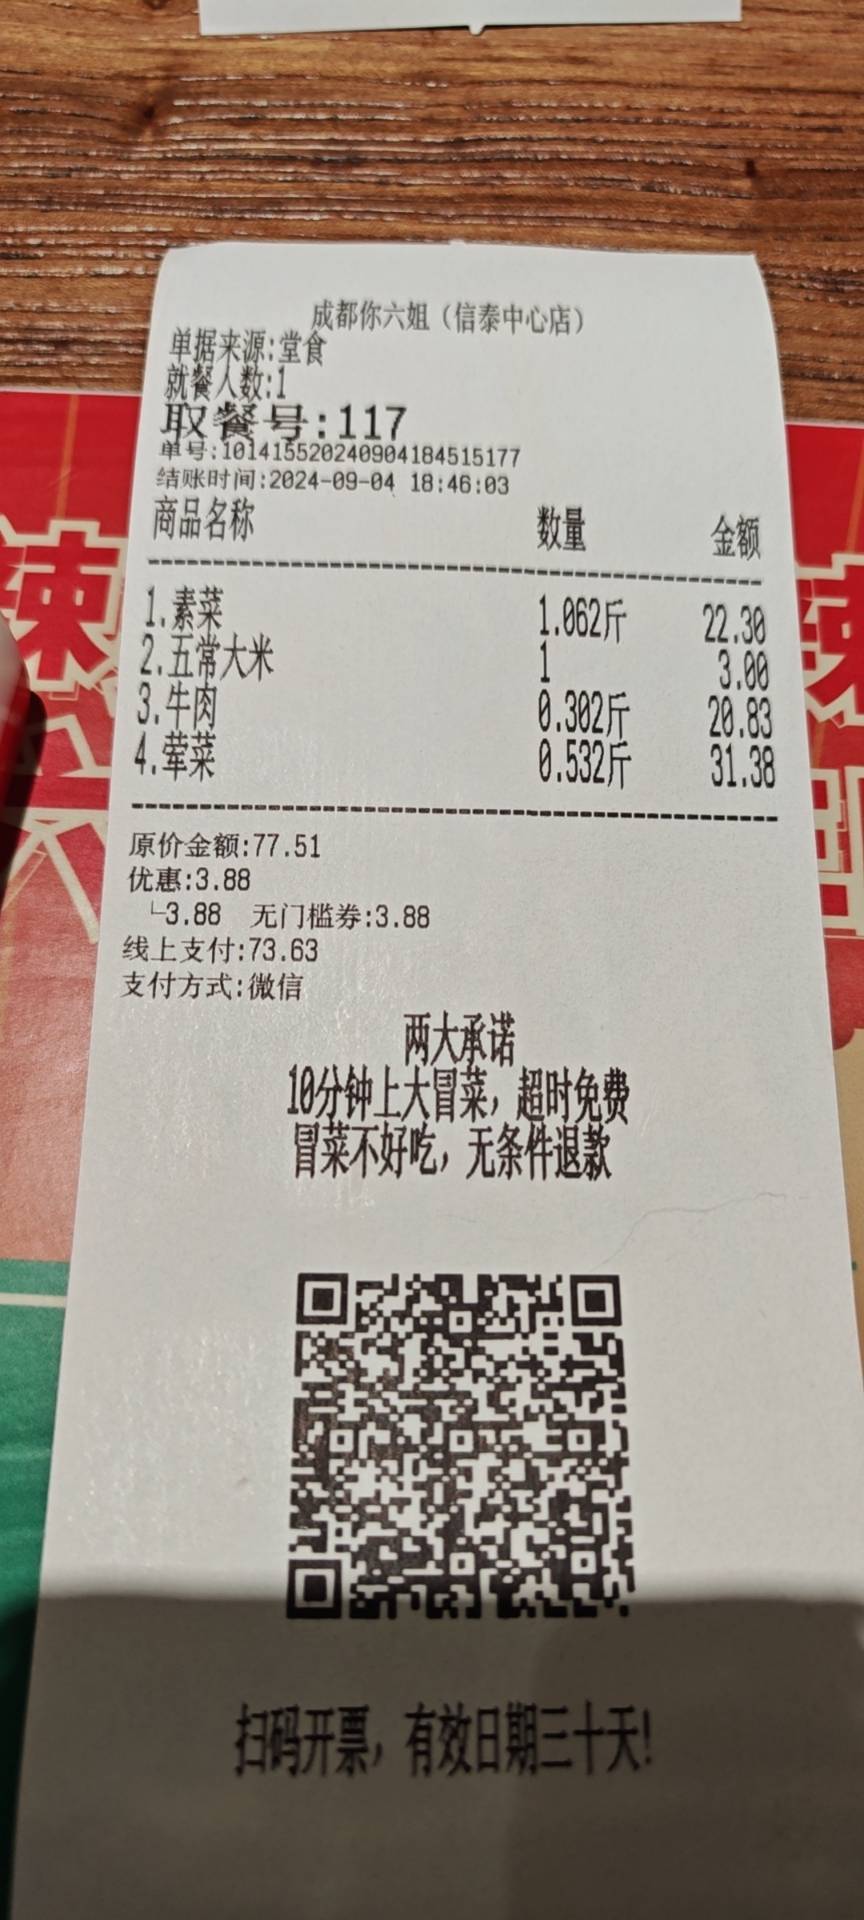 成都你六姐（信泰中心店）
单据来源:堂食
就餐人数:1
取餐号:117
单号:101415520240904184515177
结账时间:2024-09-04 18:46:03
商品名称 数量 金额
1.素菜 1.062斤 22.30
2.五常大米 1 3.00
3.牛肉 0.302斤 20.83
4.荤菜 0.532斤 31.38
原价金额:77.51
优惠:3.88
└3.88 无门槛券:3.88
线上支付:73.63
支付方式:微信
两大承诺
10分钟上大冒菜，超时免费
冒菜不好吃，无条件退款
扫码开票，有效日期三十天!
辣
辣